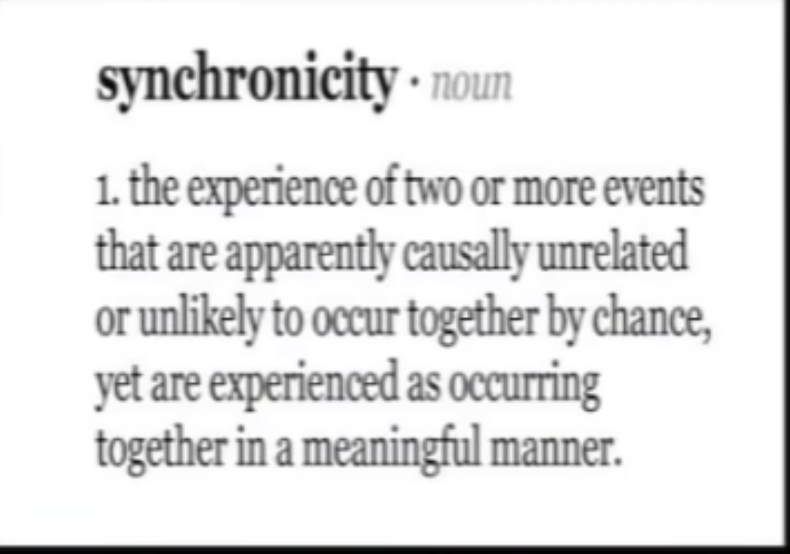 synchronicity · noun
1. the experience of two or more events
that are apparently causally unrelated
or unlikely to occur together by chance,
yet are experienced as occurring
together in a meaningful manner.